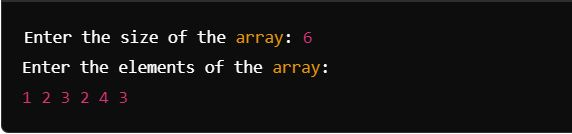 Enter the size of the array: 6
Enter the elements of the array:
1 2 3 2 4 3